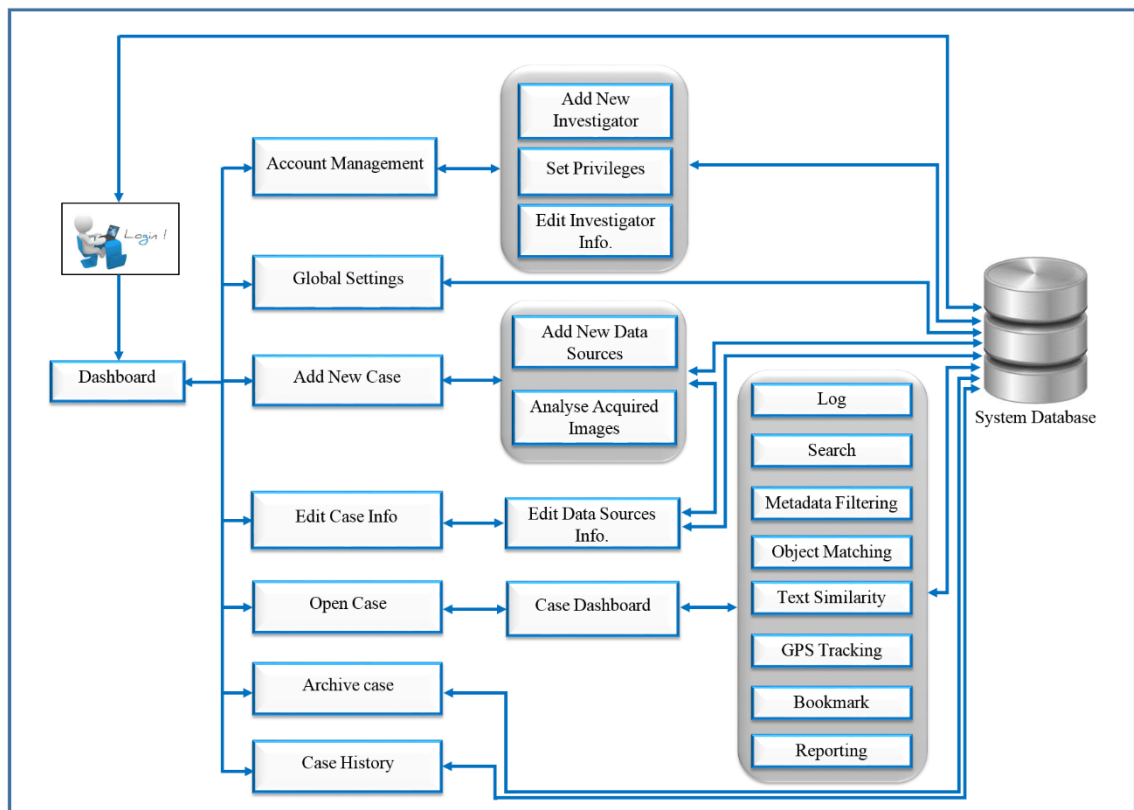 Add New
Investigator
Account Management
Set Privileges
Edit Investigator
Info.
Login !
Global Settings
Add New Data
Sources
Dashboard
Add New Case
Analyse Acquired
Images
Log
System Database
Search
Metadata Filtering
Edit Case Info
Edit Data Sources
Info.
Object Matching
Open Case
Case Dashboard
Text Similarity
GPS Tracking
Archive case
Bookmark
Case History
Reporting